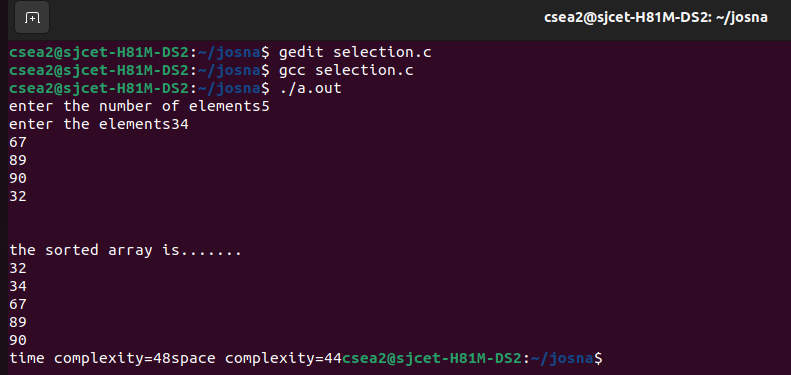 csea2@sjcet-H81M-DS2: ~/josna
csea2@sjcet-H81M-DS2:~/josna$ gedit selection.c
csea2@sjcet-H81M-DS2:~/josna$ gcc selection.c
csea2@sjcet-H81M-DS2:~/josna$ ./a.out
enter the number of elements5
enter the elements34
67
89
90
32
the sorted array is.......
32
34
67
89
90
time complexity=48space complexity=44csea2@sjcet-H81M-DS2:~/josna$